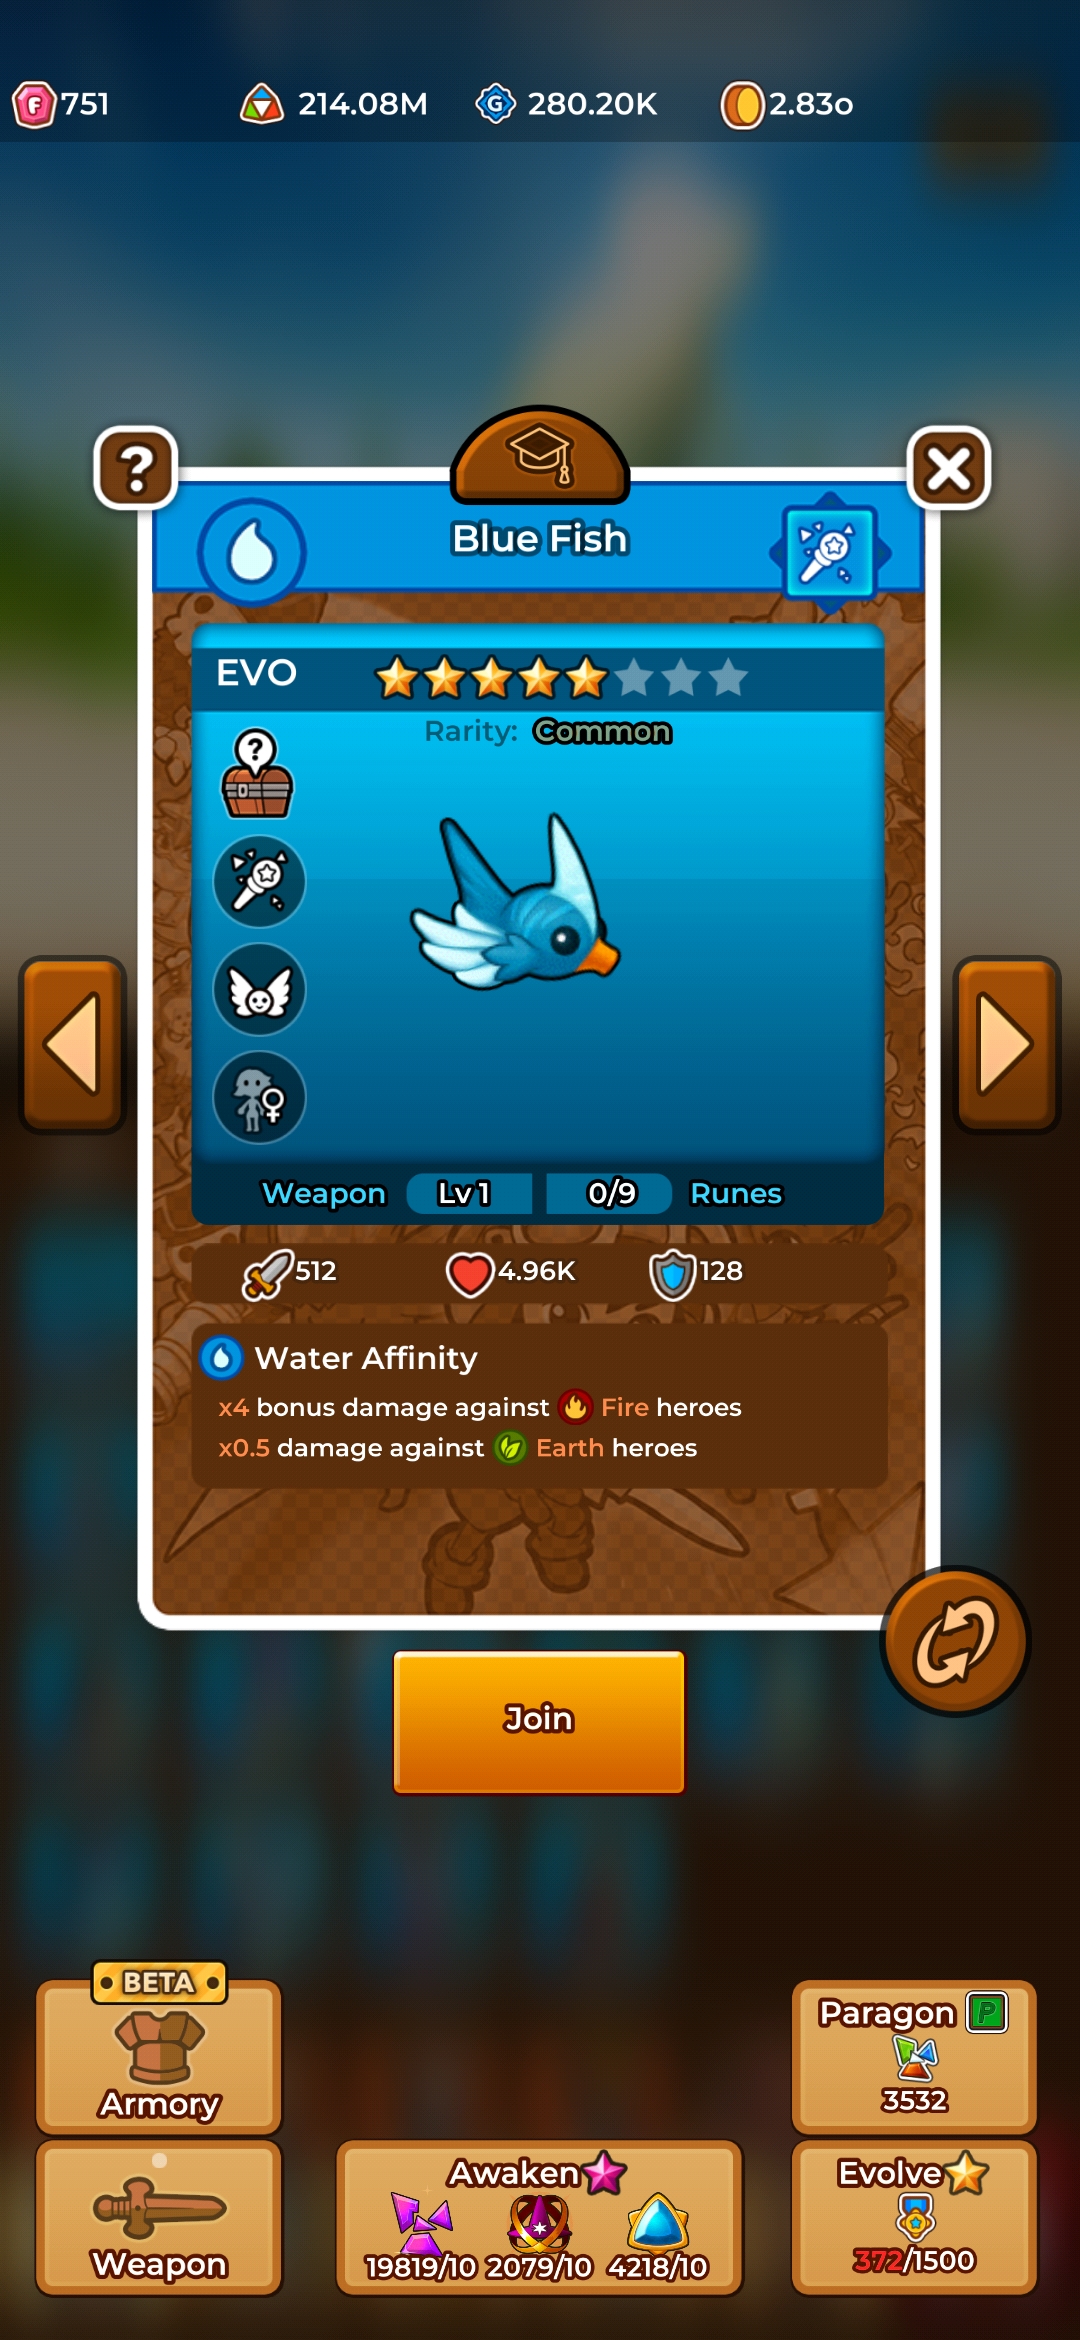 751 214.08M 280.20K 2.83o
Blue Fish
EVO
Rarity: Common
Weapon Lv 1 0/9 Runes
512 4.96K 128
Water Affinity
x4 bonus damage against Fire heroes
x0.5 damage against Earth heroes
Join
BETA
Armory
Paragon P
3532
Weapon
Awaken
19819/10 2079/10 4218/10
Evolve
372/1500